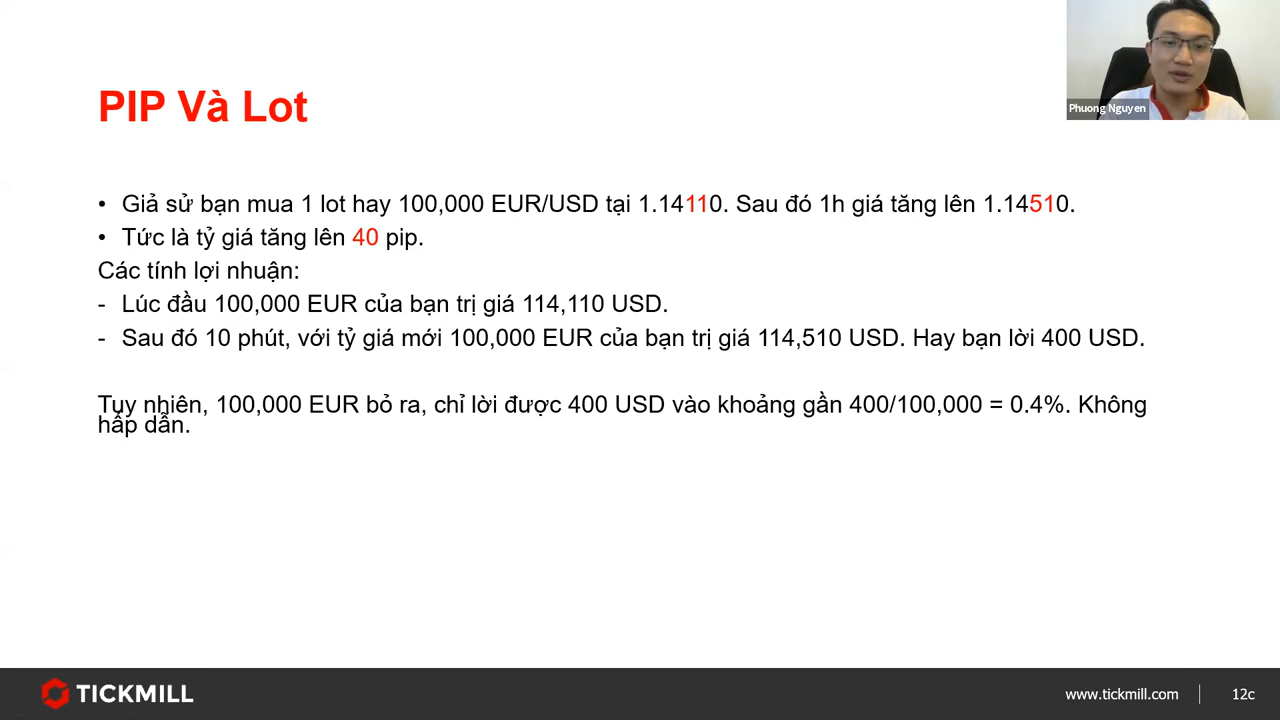 Phuong Nguyen
PIP Và Lot
• Giả sử bạn mua 1 lot hay 100,000 EUR/USD tại 1.14110. Sau đó 1h giá tăng lên 1.14510.
• Tức là tỷ giá tăng lên 40 pip.
Các tính lợi nhuận:
- Lúc đầu 100,000 EUR của bạn trị giá 114,110 USD.
- Sau đó 10 phút, với tỷ giá mới 100,000 EUR của bạn trị giá 114,510 USD. Hay bạn lời 400 USD.
Tuy nhiên, 100,000 EUR bỏ ra, chỉ lời được 400 USD vào khoảng gần 400/100,000 = 0.4%. Không
hấp dẫn.
TICKMILL
www.tickmill.com
12c